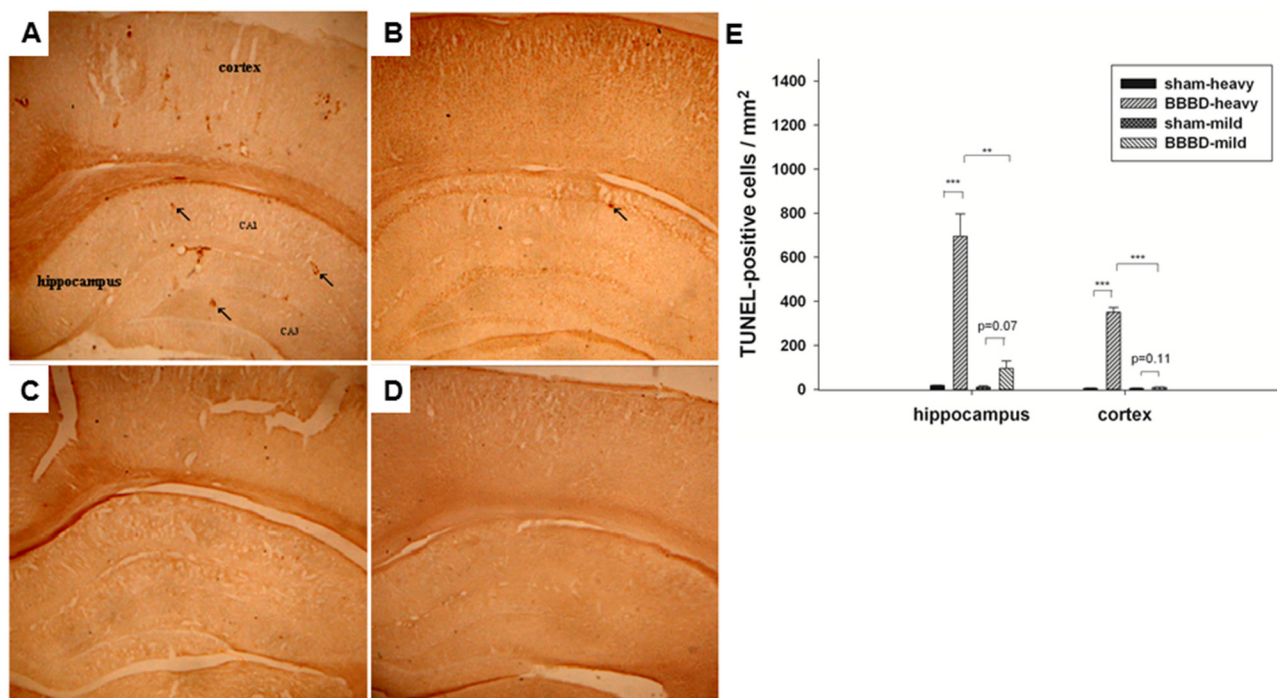 A
cortex
CA1
hippocampus
CA3
B
C
D
E
TUNEL-positive cells / mm²
1400
1200
1000
800
600
400
200
0
sham-heavy
BBBD-heavy
sham-mild
BBBD-mild
**
***
***
***
p=0.07
p=0.11
hippocampus
cortex